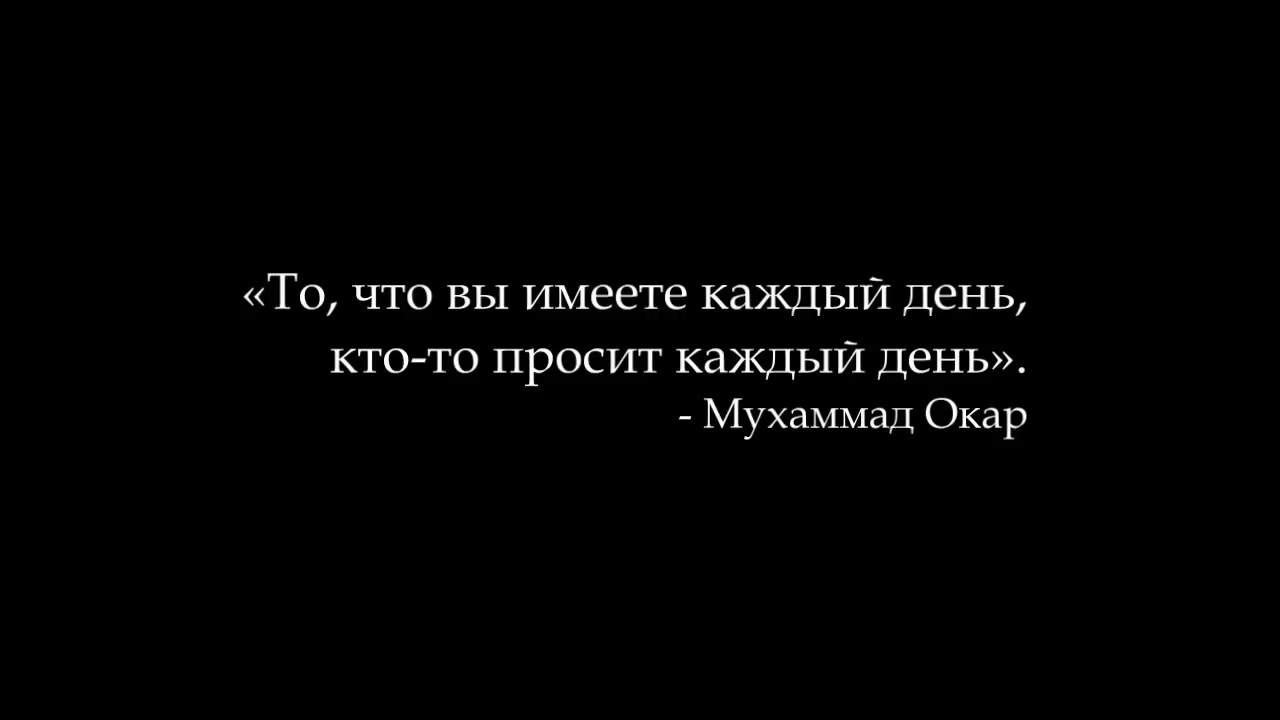 «То, что вы имеете каждый день,
кто-то просит каждый день».
- Мухаммад Окар